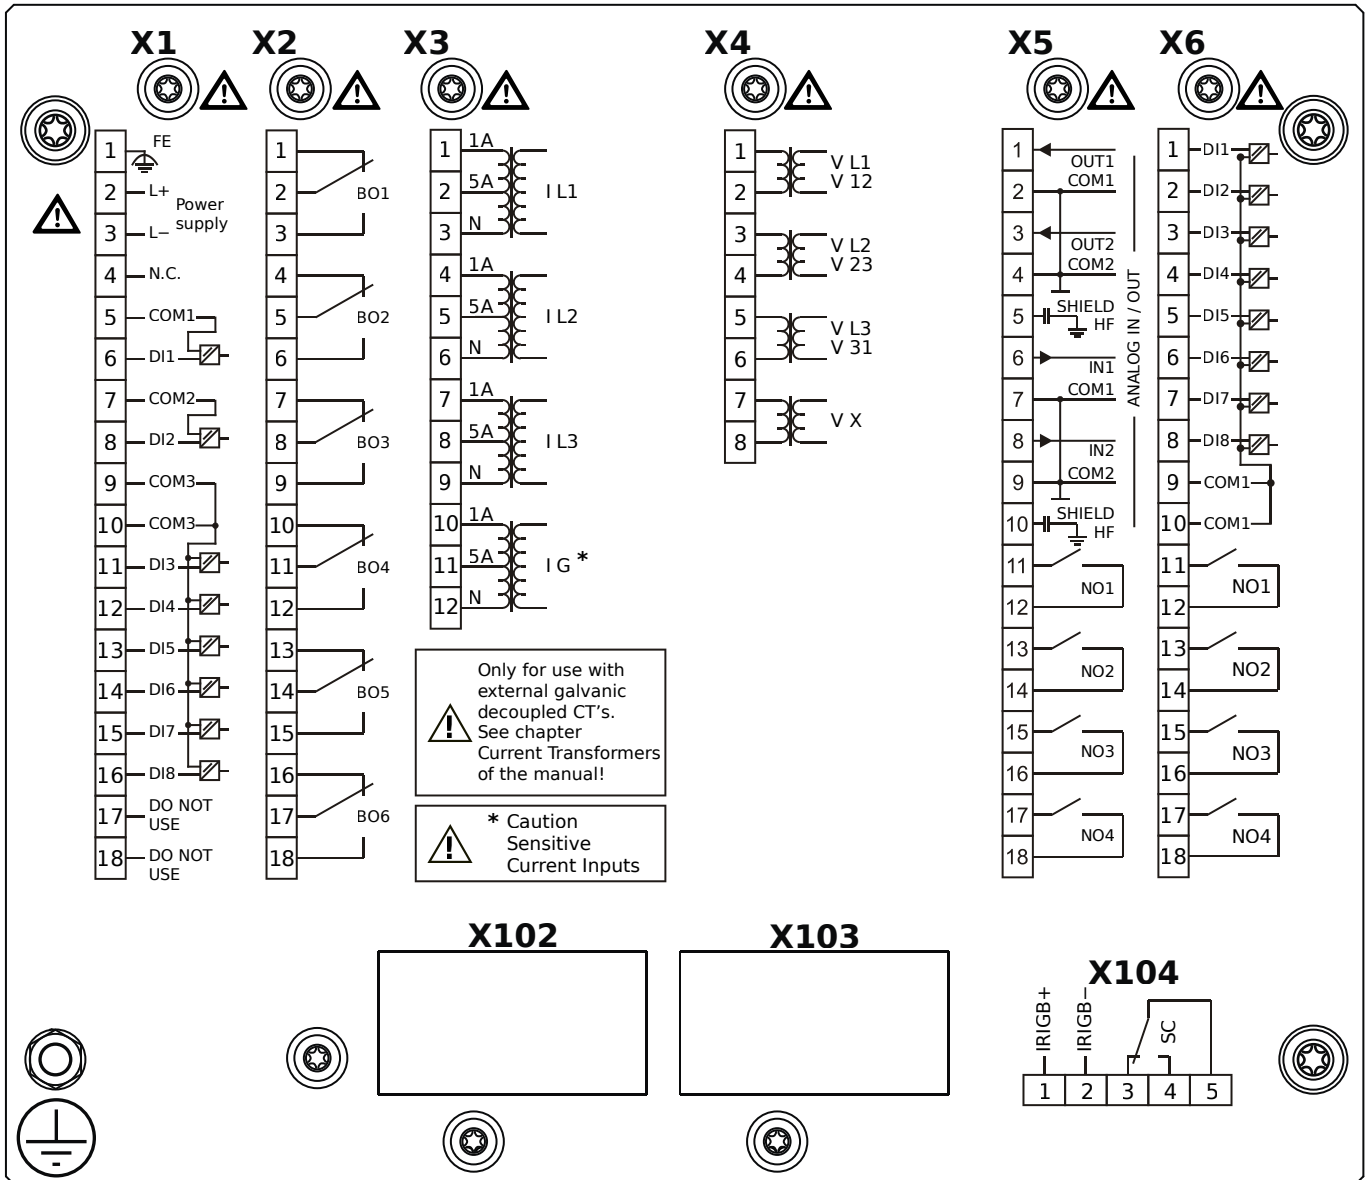 X1
X2
X3
X4
X5
X6
1 FE
2 L+
Power
supply
3 L−
4 N.C.
5 COM1
6 DI1
7 COM2
8 DI2
9 COM3
10 COM3
11 DI3
12 DI4
13 DI5
14 DI6
15 DI7
16 DI8
17 DO NOT
USE
18 DO NOT
USE
1
2 BO1
3
4
5 BO2
6
7
8 BO3
9
10
11 BO4
12
13
14 BO5
15
16
17 BO6
18
1 1A
2 5A I L1
3 N
4 1A
5 5A I L2
6 N
7 1A
8 5A I L3
9 N
10 1A
11 5A I G *
12 N
Only for use with
external galvanic
decoupled CT's.
See chapter
Current Transformers
of the manual!
* Caution
Sensitive
Current Inputs
1 V L1
2 V 12
3 V L2
4 V 23
5 V L3
6 V 31
7 V X
8
1 OUT1
2 COM1
3 OUT2
4 COM2
5 SHIELD
HF
6 IN1
7 COM1
8 IN2
9 COM2
10 SHIELD
HF
ANALOG IN / OUT
11 NO1
12
13 NO2
14
15 NO3
16
17 NO4
18
1 DI1
2 DI2
3 DI3
4 DI4
5 DI5
6 DI6
7 DI7
8 DI8
9 COM1
10 COM1
11 NO1
12
13 NO2
14
15 NO3
16
17 NO4
18
X102
X103
X104
IRIGB+
IRIGB−
SC
1 2 3 4 5